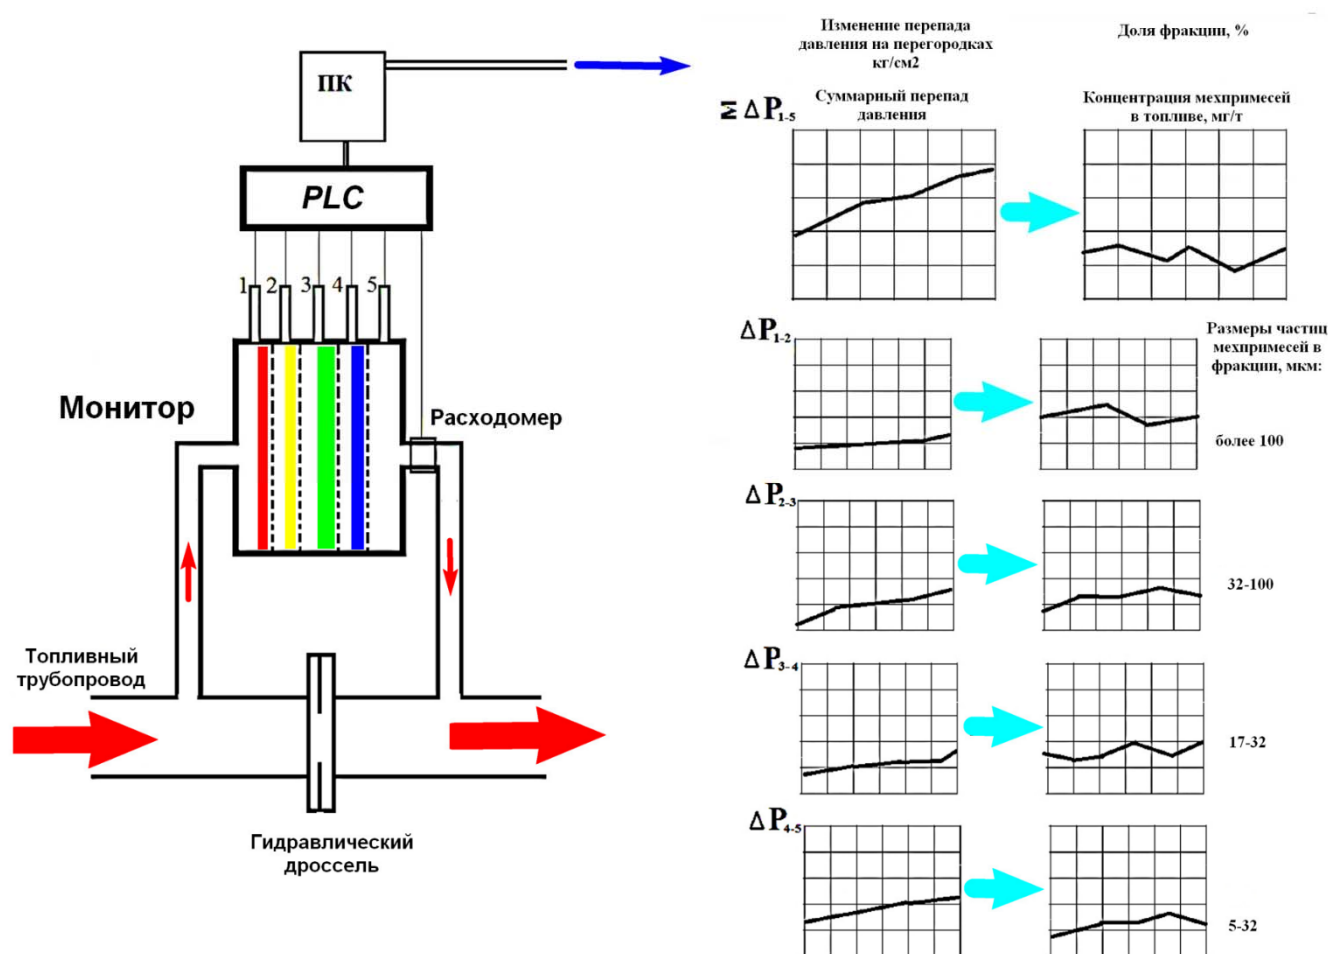 ПК
PLC
1 2 3 4 5
Монитор
Расходомер
Топливный
трубопровод
Гидравлический
дроссель
Изменение перепада
давления на перегородках
кг/см2
Доля фракции, %
Σ ΔP1-5
Суммарный перепад
давления
Концентрация мехпримесей
в топливе, мг/т
ΔP1-2
Размеры частиц
мехпримесей в
фракции, мкм:
более 100
ΔP2-3
32-100
ΔP3-4
17-32
ΔP4-5
5-32